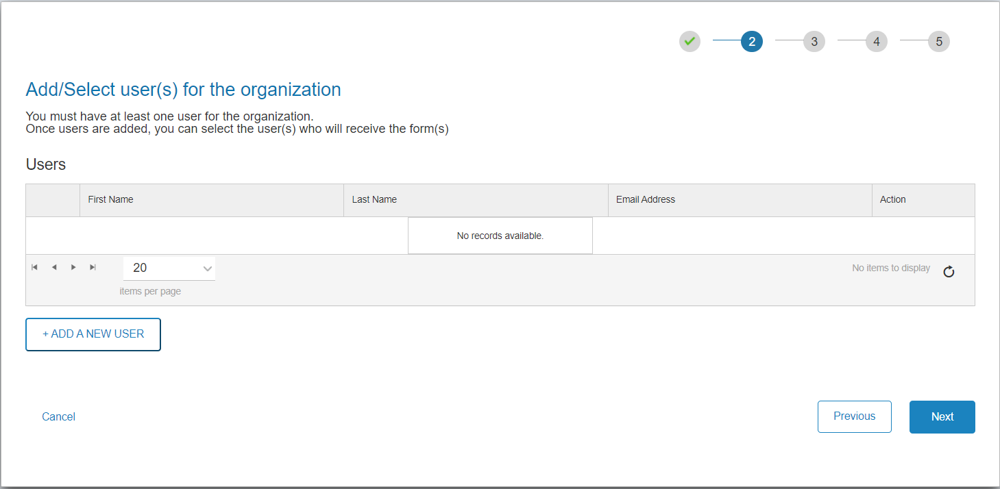 2 3 4 5
Add/Select user(s) for the organization
You must have at least one user for the organization.
Once users are added, you can select the user(s) who will receive the form(s)
Users
First Name Last Name Email Address Action
No records available.
20 No items to display
items per page
+ ADD A NEW USER
Cancel Previous Next